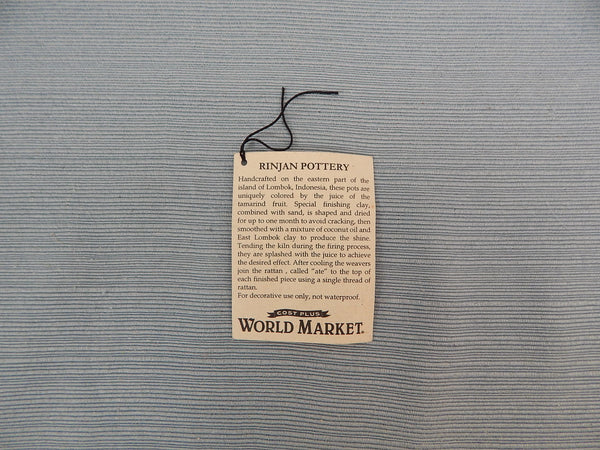 RINJAN POTTERY
Handcrafted on the eastern part of the
island of Lombok, Indonesia, these pots are
uniquely colored by the juice of the
tamarind fruit. Special finishing clay,
combined with sand, is shaped and dried
for up to one month to avoid cracking, then
smoothed with a mixture of coconut oil and
East Lombok clay to produce the shine.
Tending the kiln during the firing process,
they are splashed with the juice to achieve
the desired effect. After cooling the weavers
join the rattan , called "ate" to the top of
each finished piece using a single thread of
rattan.
For decorative use only, not waterproof.
COST PLUS
WORLD MARKET.